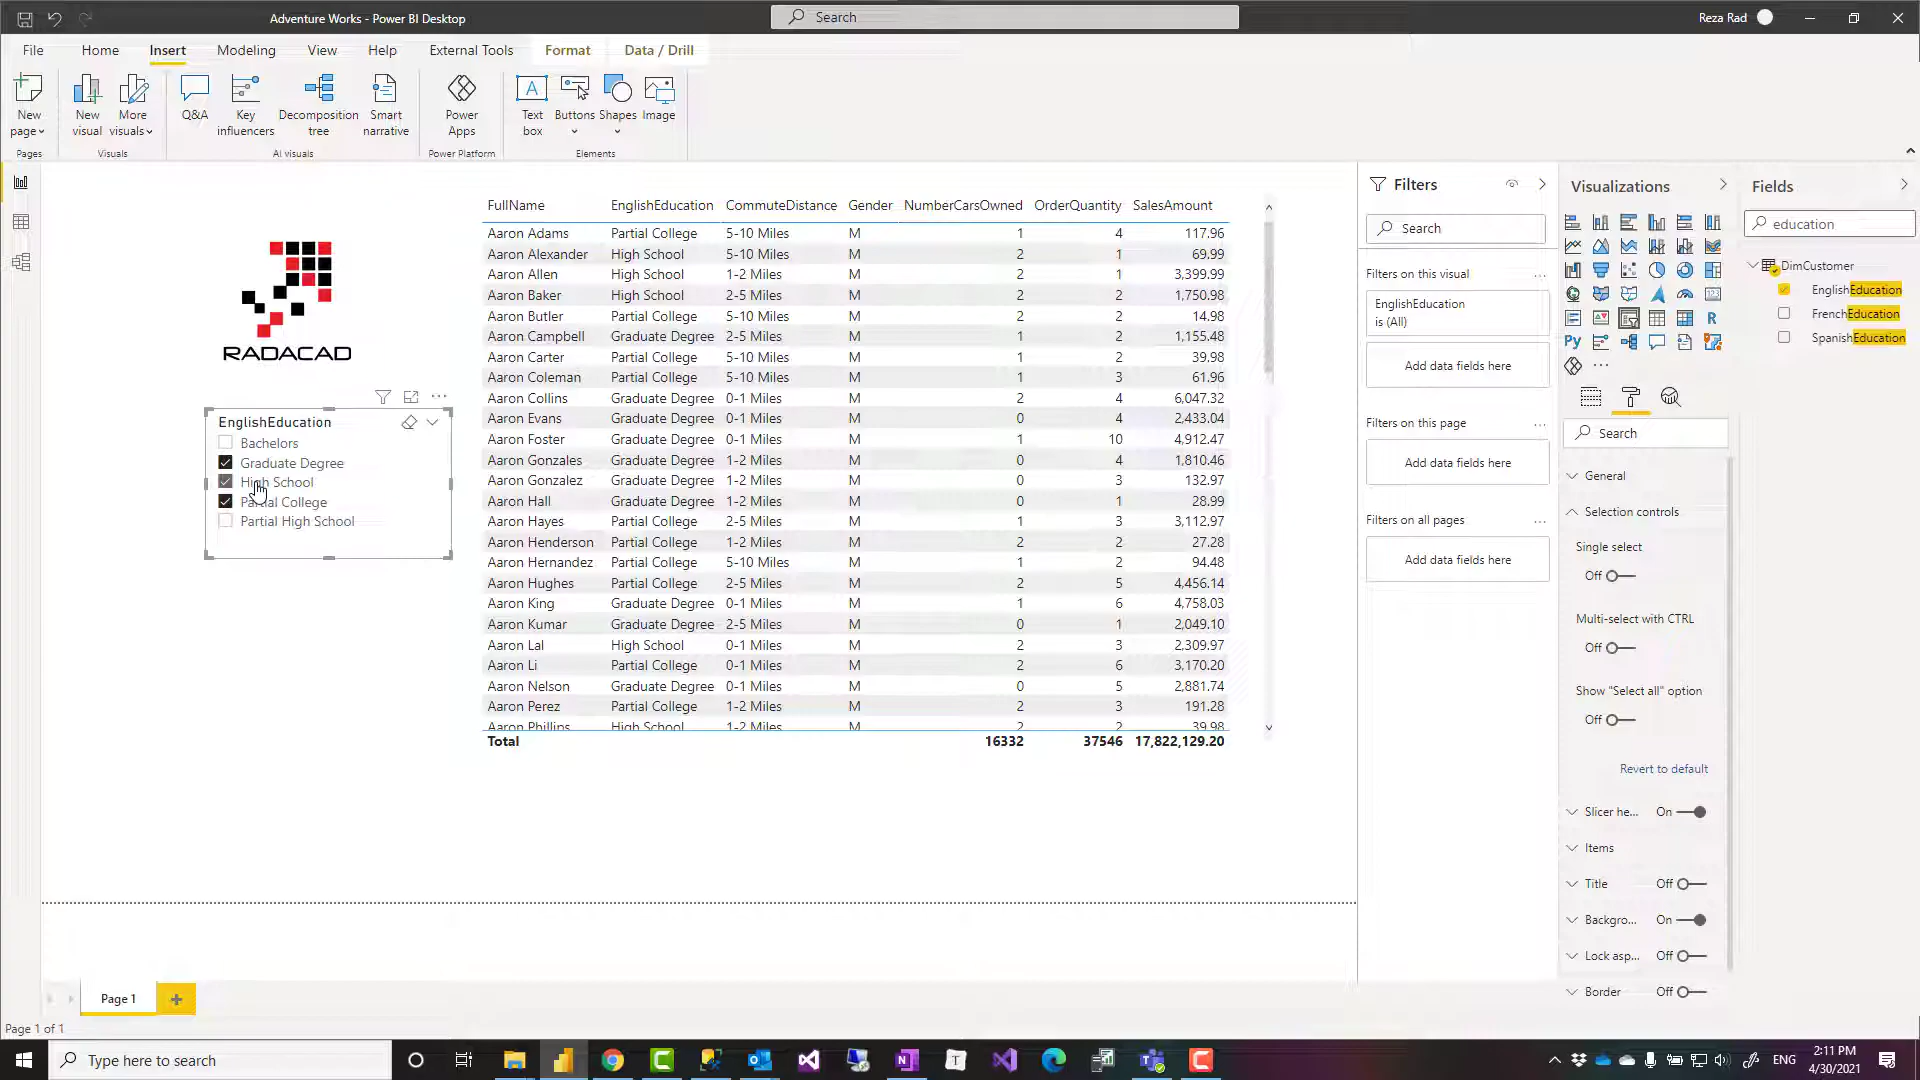 Adventure Works - Power BI Desktop
Search
Reza Rad
File Home Insert Modeling View Help External Tools Format Data / Drill
New page
New visual
More visuals
Q&A
Key influencers
Decomposition tree
Smart narrative
Power Apps
Text box
Buttons
Shapes
Image
Pages
Visuals
AI visuals
Power Platform
Elements
RADACAD
EnglishEducation
Bachelors
Graduate Degree
High School
Partial College
Partial High School
FullName EnglishEducation CommuteDistance Gender NumberCarsOwned OrderQuantity SalesAmount
Aaron Adams Partial College 5-10 Miles M 1 4 117.96
Aaron Alexander High School 5-10 Miles M 2 1 69.99
Aaron Allen High School 1-2 Miles M 2 1 3,399.99
Aaron Baker High School 2-5 Miles M 2 2 1,750.98
Aaron Butler Partial College 5-10 Miles M 2 2 14.98
Aaron Campbell Graduate Degree 2-5 Miles M 1 2 1,155.48
Aaron Carter Partial College 5-10 Miles M 1 2 39.98
Aaron Coleman Partial College 5-10 Miles M 1 3 61.96
Aaron Collins Graduate Degree 0-1 Miles M 2 4 6,047.32
Aaron Evans Graduate Degree 0-1 Miles M 0 4 2,433.04
Aaron Foster Graduate Degree 0-1 Miles M 1 10 4,912.47
Aaron Gonzales Graduate Degree 1-2 Miles M 0 4 1,810.46
Aaron Gonzalez Graduate Degree 1-2 Miles M 0 3 132.97
Aaron Hall Graduate Degree 1-2 Miles M 0 1 28.99
Aaron Hayes Partial College 2-5 Miles M 1 3 3,112.97
Aaron Henderson Partial College 1-2 Miles M 2 2 27.28
Aaron Hernandez Partial College 5-10 Miles M 1 2 94.48
Aaron Hughes Partial College 2-5 Miles M 2 5 4,456.14
Aaron King Graduate Degree 0-1 Miles M 1 6 4,758.03
Aaron Kumar Graduate Degree 2-5 Miles M 0 1 2,049.10
Aaron Lal High School 0-1 Miles M 2 3 2,309.97
Aaron Li Partial College 0-1 Miles M 2 6 3,170.20
Aaron Nelson Graduate Degree 0-1 Miles M 0 5 2,881.74
Aaron Perez Partial College 1-2 Miles M 2 3 191.28
Aaron Phillips High School 1-2 Miles M 2 2 39.98
Total 16332 37546 17,822,129.20
Filters
Search
Filters on this visual ...
EnglishEducation
is (All)
Add data fields here
Filters on this page ...
Add data fields here
Filters on all pages ...
Add data fields here
Visualizations
R
Py
123
...
Search
General
Selection controls
Single select
Off
Multi-select with CTRL
Off
Show "Select all" option
Off
Revert to default
Slicer he... On
Items
Title Off
Backgro... On
Lock asp... Off
Border Off
Fields
education
DimCustomer
EnglishEducation
FrenchEducation
SpanishEducation
Page 1
Page 1 of 1
Type here to search
ENG
2:11 PM
4/30/2021